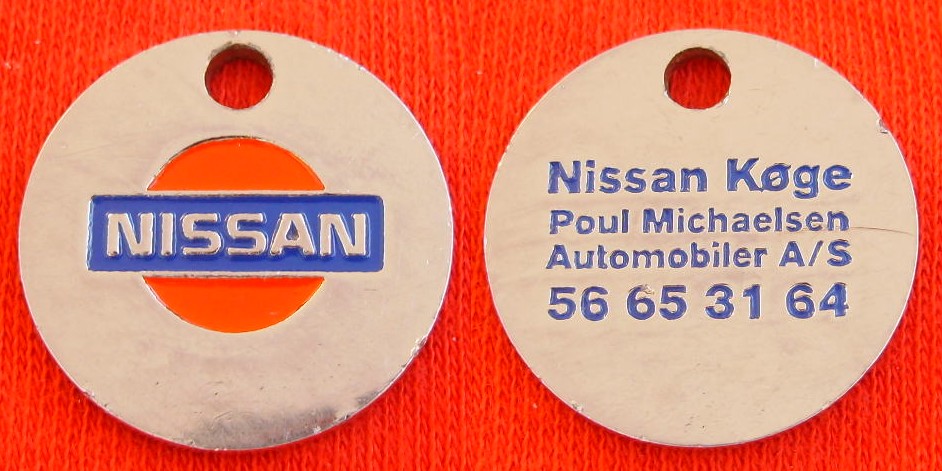 NISSAN
Nissan Køge
Poul Michaelsen
Automobiler A/S
56 65 31 64